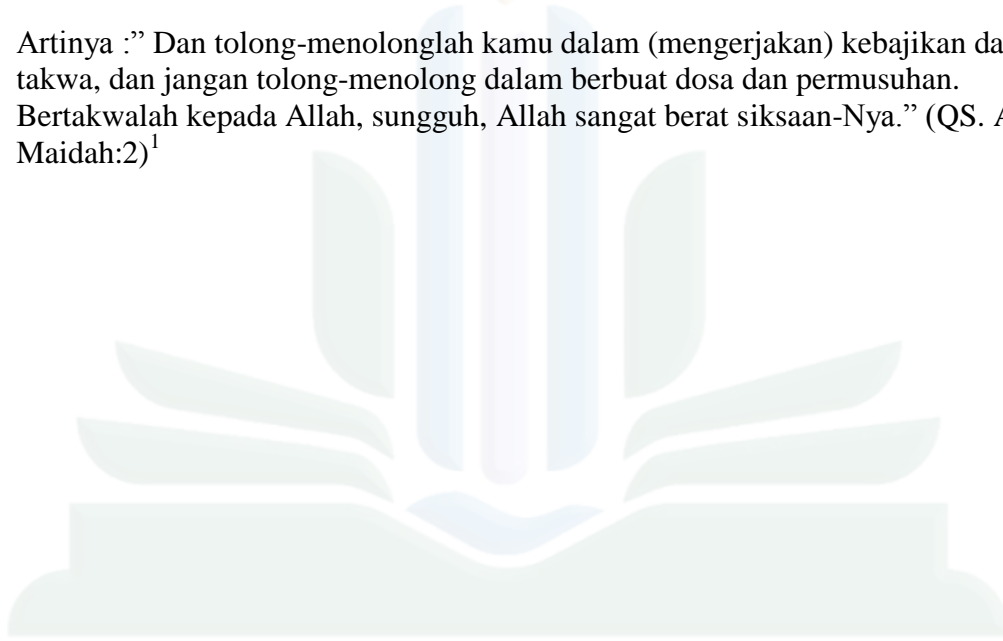 Artinya :” Dan tolong-menolonglah kamu dalam (mengerjakan) kebajikan da
takwa, dan jangan tolong-menolong dalam berbuat dosa dan permusuhan.
Bertakwalah kepada Allah, sungguh, Allah sangat berat siksaan-Nya.” (QS. A
Maidah:2)¹